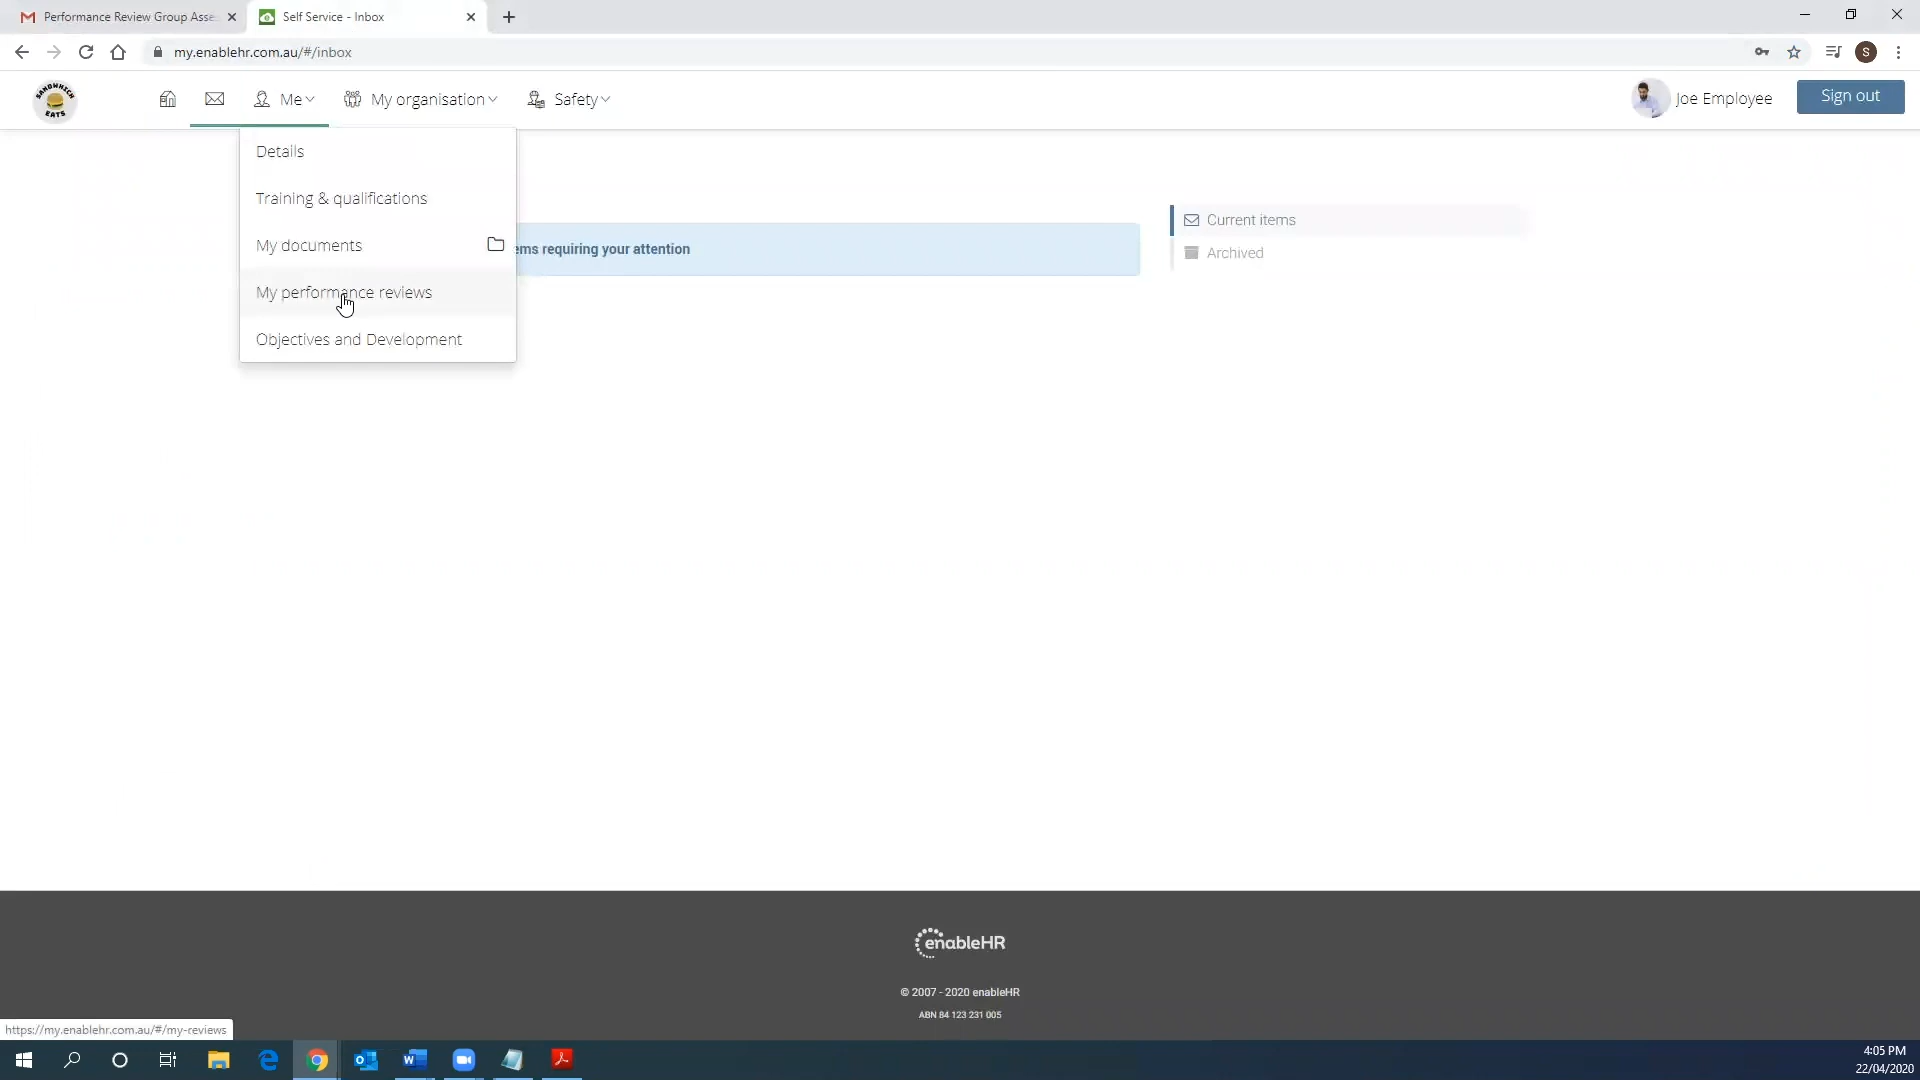 Performance Review Group Asse
Self Service - Inbox
my.enablehr.com.au/#/inbox
S
SANDWHICH
EATS
Me
My organisation
Safety
Joe Employee
Sign out
Details
Training & qualifications
My documents
My performance reviews
Objectives and Development
ems requiring your attention
Current items
Archived
enableHR
© 2007 - 2020 enableHR
ABN 84 123 231 005
https://my.enablehr.com.au/#/my-reviews
4:05 PM
22/04/2020